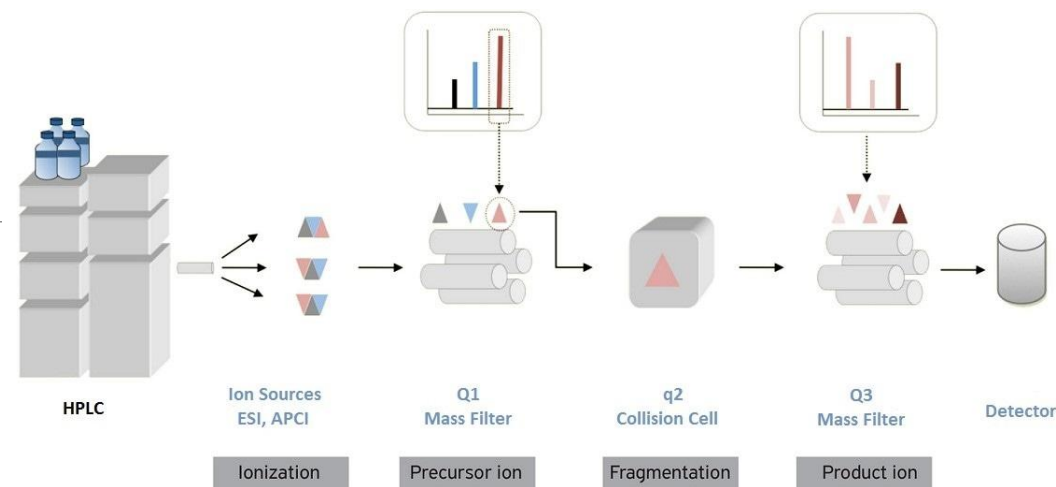 HPLC
Ion Sources
ESI, APCI
Q1
Mass Filter
q2
Collision Cell
Q3
Mass Filter
Detector
Ionization
Precursor ion
Fragmentation
Product ion